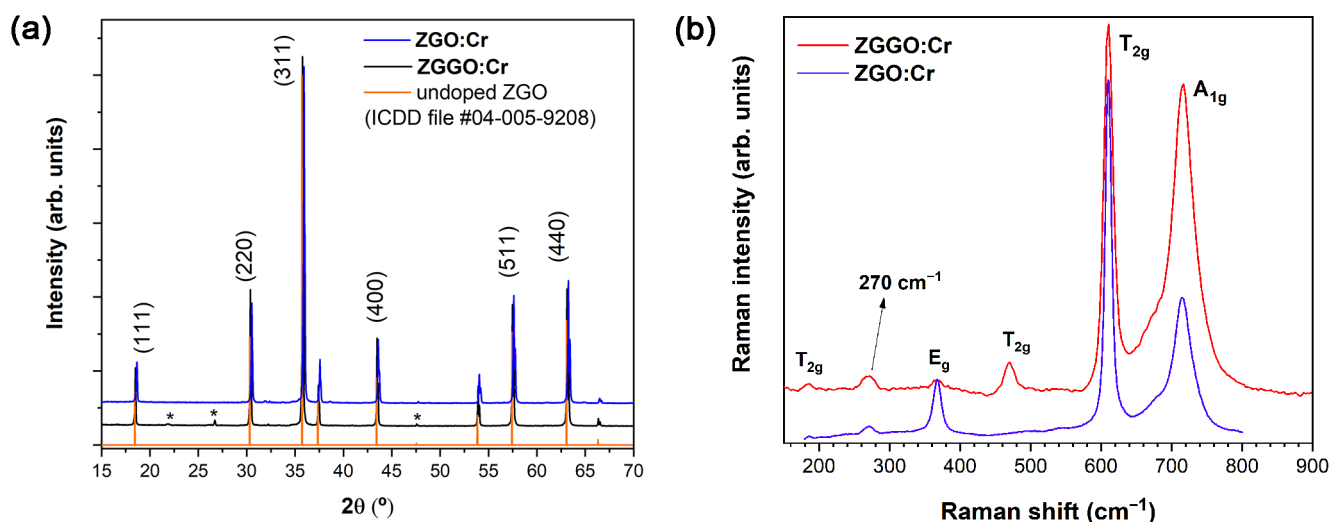 (a)
Intensity (arb. units)
ZGO:Cr
ZGGO:Cr
undoped ZGO
(ICDD file #04-005-9208)
(111)
(220)
(311)
(400)
(511)
(440)
*
*
*
15 20 25 30 35 40 45 50 55 60 65 70
2θ (º)
(b)
Raman intensity (arb. units)
ZGGO:Cr
ZGO:Cr
T2g
A1g
270 cm⁻¹
T2g
Eg
T2g
200 300 400 500 600 700 800 900
Raman shift (cm⁻¹)